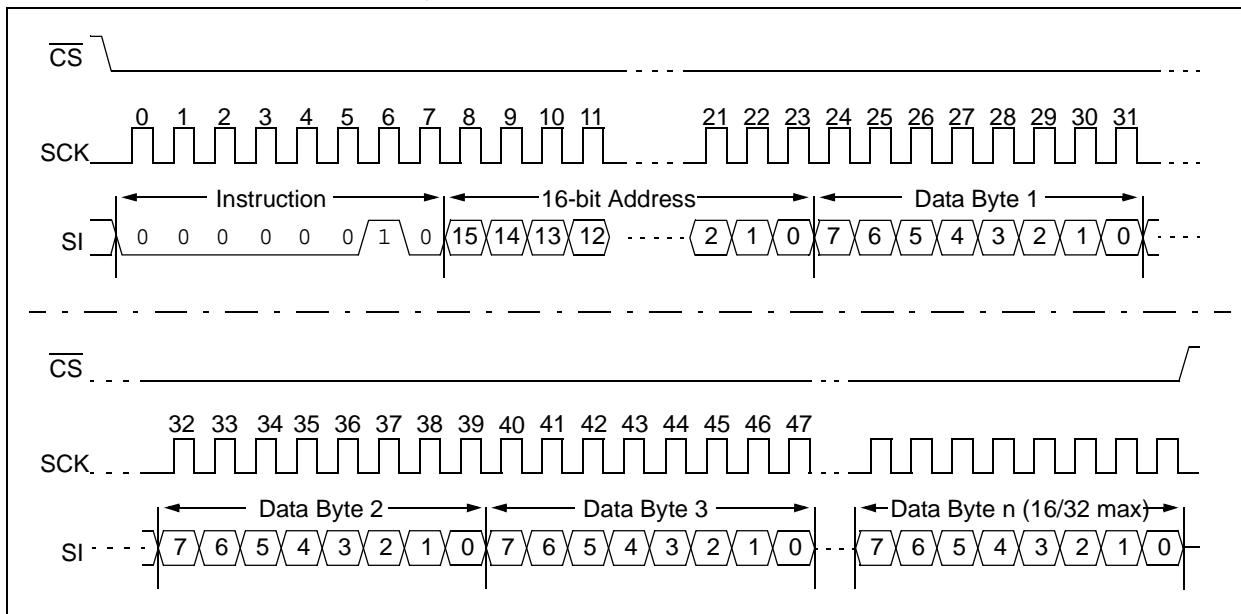 CS
0 1 2 3 4 5 6 7 8 9 10 11 21 22 23 24 25 26 27 28 29 30 31
SCK
Instruction 16-bit Address Data Byte 1
SI 0 0 0 0 0 0 1 0 15 14 13 12 2 1 0 7 6 5 4 3 2 1 0
CS
32 33 34 35 36 37 38 39 40 41 42 43 44 45 46 47
SCK
Data Byte 2 Data Byte 3 Data Byte n (16/32 max)
SI 7 6 5 4 3 2 1 0 7 6 5 4 3 2 1 0 7 6 5 4 3 2 1 0